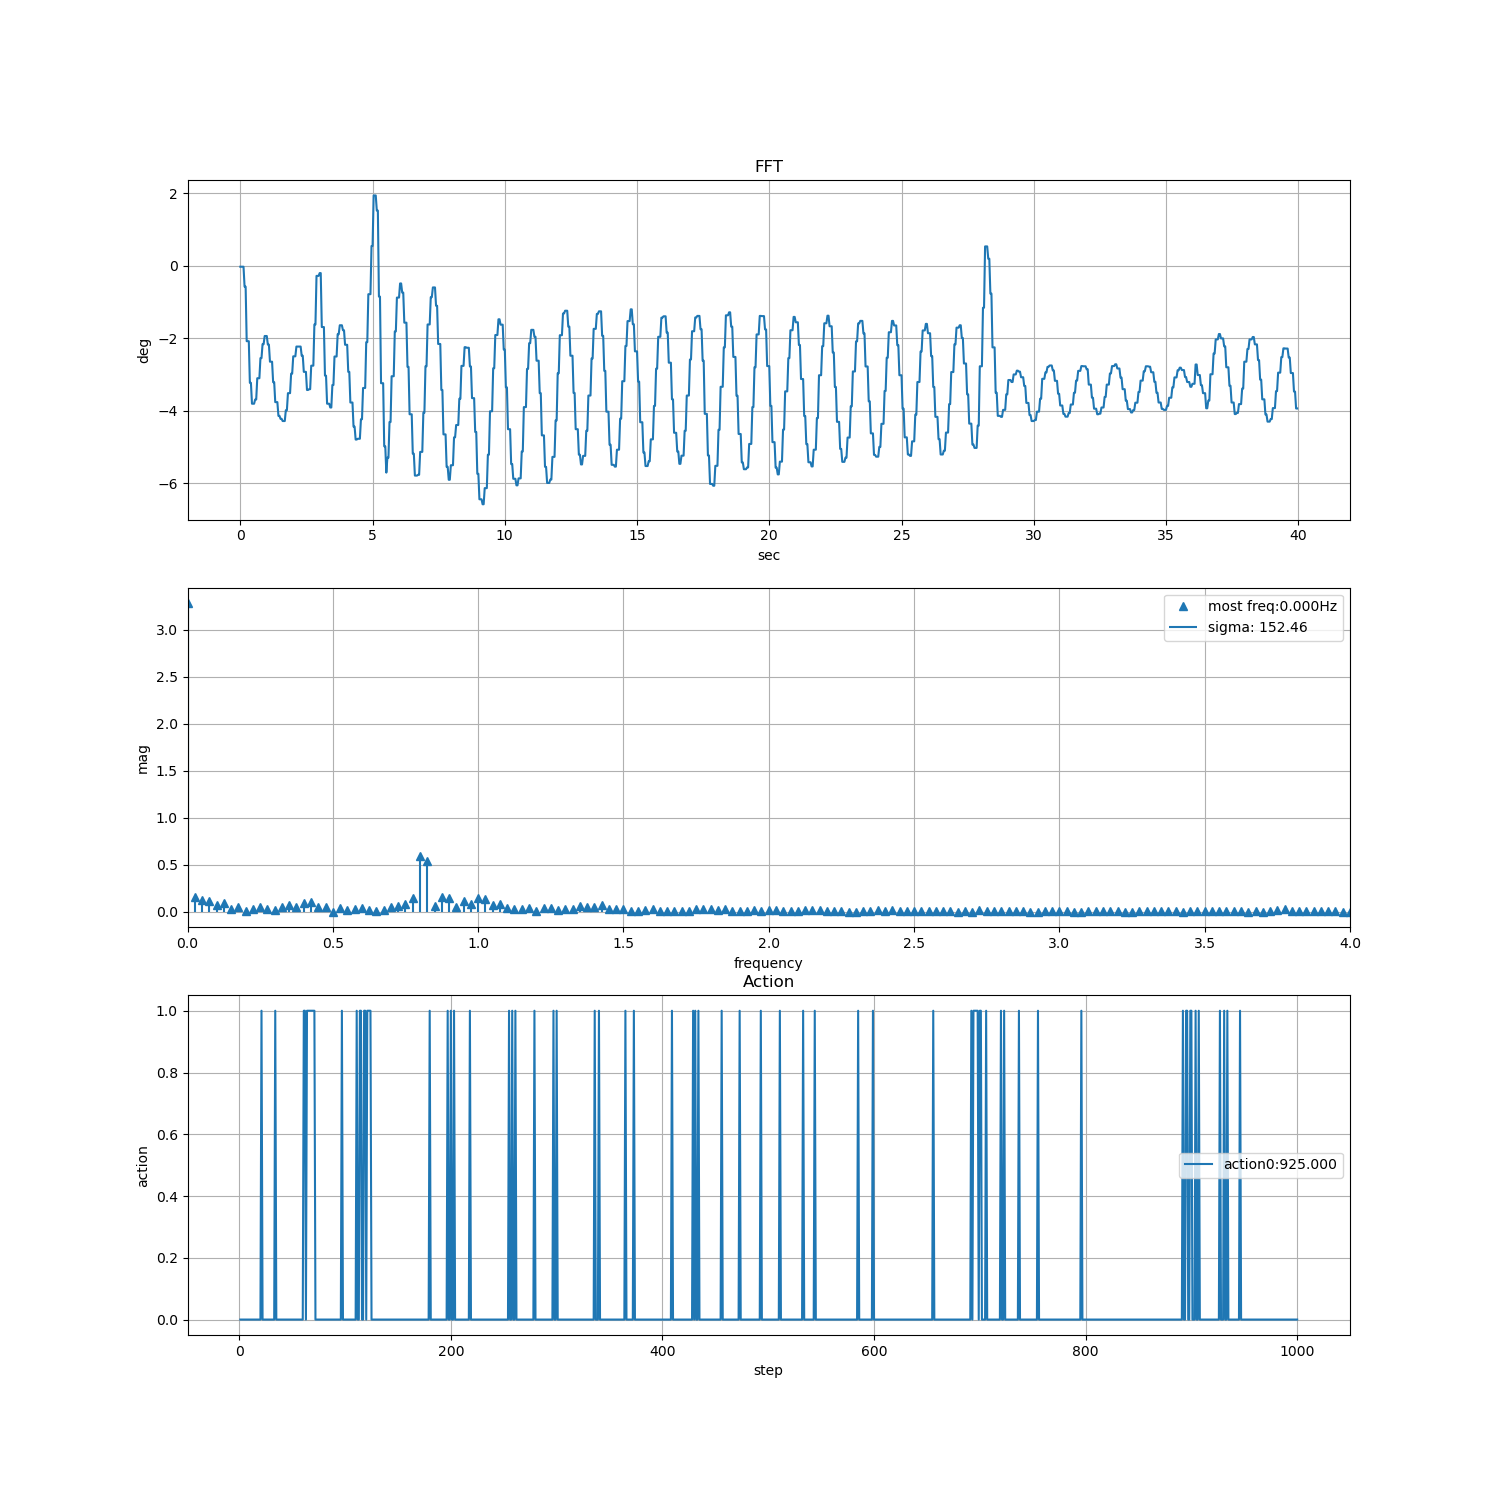 FFT
2
0
−2
−4
−6
deg
0 5 10 15 20 25 30 35 40
sec
most freq:0.000Hz
sigma: 152.46
3.0
2.5
2.0
1.5
1.0
0.5
0.0
mag
0.0 0.5 1.0 1.5 2.0 2.5 3.0 3.5 4.0
frequency
Action
1.0
0.8
0.6
0.4
0.2
0.0
action
action0:925.000
0 200 400 600 800 1000
step